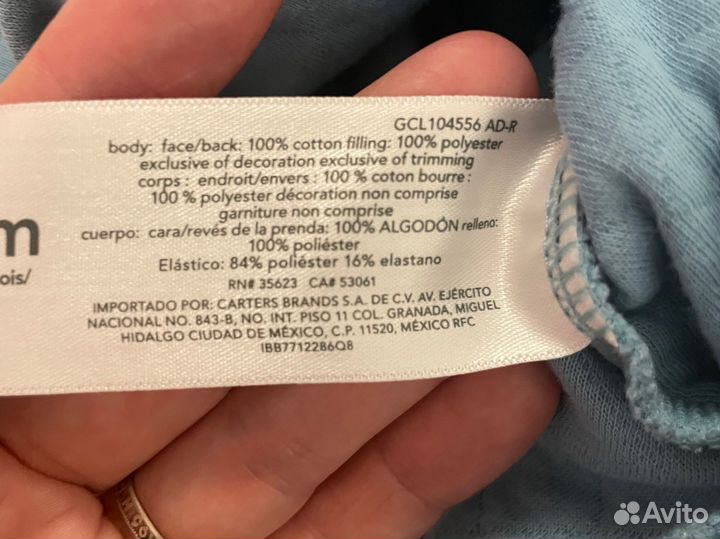 GCL104556 AD-R
body: face/back: 100% cotton filling: 100% polyester
exclusive of decoration exclusive of trimming
corps : endroit/envers : 100 % coton bourre :
100 % polyester décoration non comprise
garniture non comprise
cuerpo: cara/revés de la prenda: 100% ALGODÓN relleno:
100% poliéster
Elástico: 84% poliéster 16% elastano
RN# 35623 CA# 53061
IMPORTADO POR: CARTERS BRANDS S.A. DE C.V. AV. EJÉRCITO
NACIONAL NO. 843-B, NO. INT. PISO 11 COL. GRANADA, MIGUEL
HIDALGO CIUDAD DE MÉXICO, C.P. 11520, MÉXICO RFC
IBB7712286Q8
m
ois/
Avito